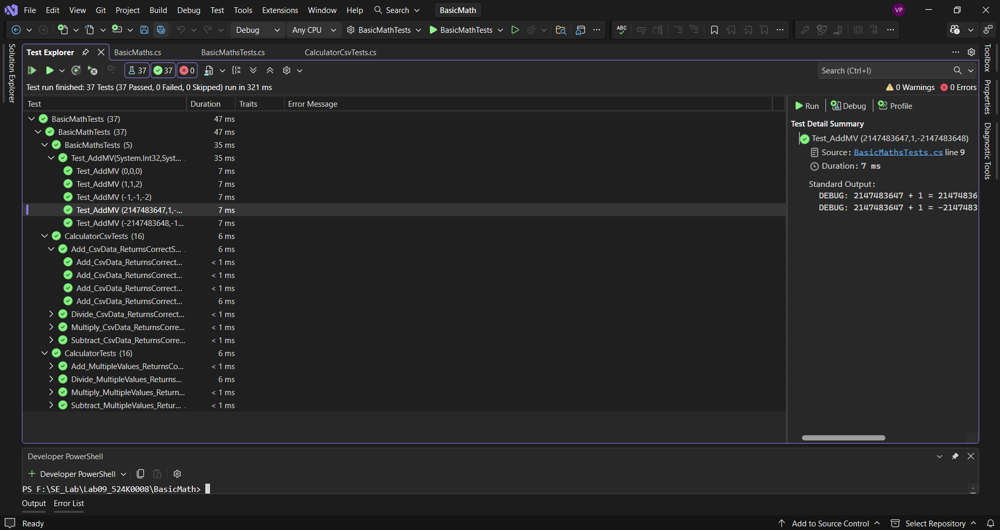 File Edit View Git Project Build Debug Test Tools Extensions Window Help Search BasicMath VP
Debug Any CPU BasicMathTests BasicMathTests ABC
Solution Explorer
Test Explorer BasicMaths.cs BasicMathsTests.cs CalculatorCsvTests.cs
37 37 0 Search (Ctrl+I)
Test run finished: 37 Tests (37 Passed, 0 Failed, 0 Skipped) run in 321 ms 0 Warnings 0 Errors
Test Duration Traits Error Message
BasicMathTests (37) 47 ms
BasicMathTests (37) 47 ms
BasicMathsTests (5) 35 ms
Test_AddMV(System.Int32,Syst... 35 ms
Test_AddMV (0,0,0) 7 ms
Test_AddMV (1,1,2) 7 ms
Test_AddMV (-1,-1,-2) 7 ms
Test_AddMV (2147483647,1,-... 7 ms
Test_AddMV (-2147483648,-1... 7 ms
CalculatorCsvTests (16) 6 ms
Add_CsvData_ReturnsCorrectS... 6 ms
Add_CsvData_ReturnsCorrect... < 1 ms
Add_CsvData_ReturnsCorrect... < 1 ms
Add_CsvData_ReturnsCorrect... < 1 ms
Add_CsvData_ReturnsCorrect... 6 ms
Divide_CsvData_ReturnsCorrect... < 1 ms
Multiply_CsvData_ReturnsCorre... < 1 ms
Subtract_CsvData_ReturnsCorre... < 1 ms
CalculatorTests (16) 6 ms
Add_MultipleValues_ReturnsCo... < 1 ms
Divide_MultipleValues_Returns... 6 ms
Multiply_MultipleValues_Return... < 1 ms
Subtract_MultipleValues_Retur... < 1 ms
Run Debug Profile
Test Detail Summary
Test_AddMV (2147483647,1,-2147483648)
Source: BasicMathsTests.cs line 9
Duration: 7 ms
Standard Output:
DEBUG: 2147483647 + 1 = 21474836
DEBUG: 2147483647 + 1 = -2147483
Toolbox
Properties
Diagnostic Tools
Developer PowerShell
Developer PowerShell
PS F:\SE_Lab\Lab09_524K0008\BasicMath>
Output Error List
Ready Add to Source Control Select Repository